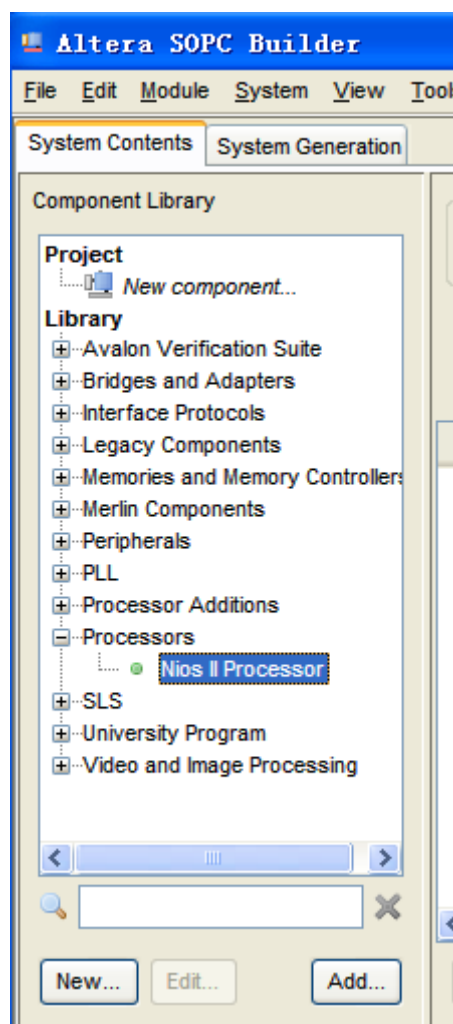 Altera SOPC Builder
File Edit Module System View Tool
System Contents System Generation
Component Library
Project
New component...
Library
Avalon Verification Suite
Bridges and Adapters
Interface Protocols
Legacy Components
Memories and Memory Controllers
Merlin Components
Peripherals
PLL
Processor Additions
Processors
Nios II Processor
SLS
University Program
Video and Image Processing
New... Edit... Add...